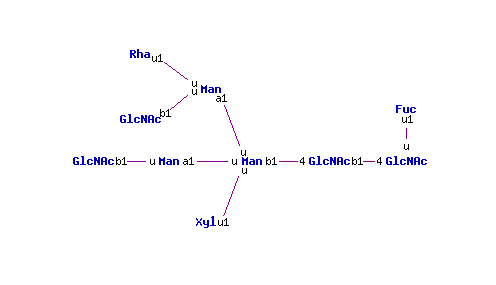 Rha u1
u Man
u
a1
GlcNAc b1
Fuc
u1
u
u
GlcNAc b1 u Man a1 u Man b1 4 GlcNAc b1 4 GlcNAc
u
Xyl u1